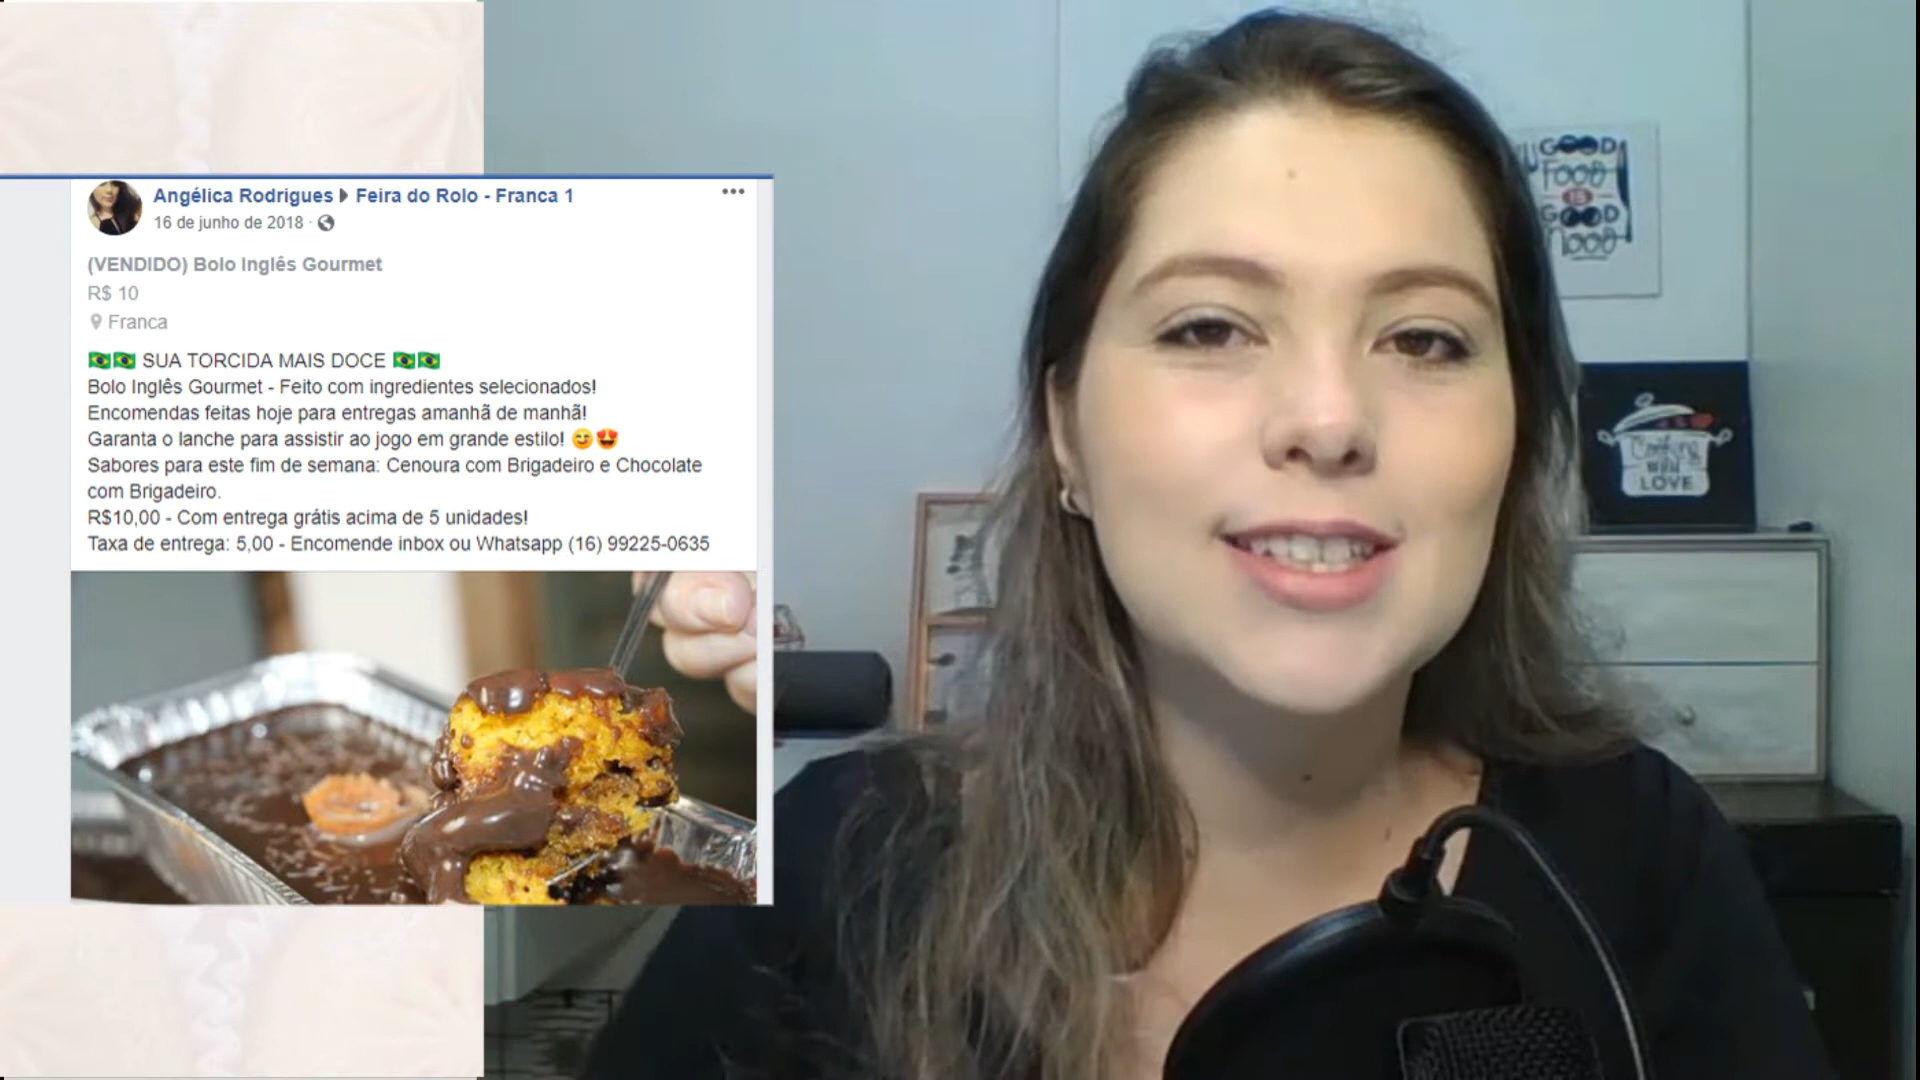 Angélica Rodrigues Feira do Rolo - Franca 1
16 de junho de 2018 ·
(VENDIDO) Bolo Inglês Gourmet
R$ 10
Franca
🇧🇷🇧🇷 SUA TORCIDA MAIS DOCE 🇧🇷🇧🇷
Bolo Inglês Gourmet - Feito com ingredientes selecionados!
Encomendas feitas hoje para entregas amanhã de manhã!
Garanta o lanche para assistir ao jogo em grande estilo! 😊😍
Sabores para este fim de semana: Cenoura com Brigadeiro e Chocolate
com Brigadeiro.
R$10,00 - Com entrega grátis acima de 5 unidades!
Taxa de entrega: 5,00 - Encomende inbox ou Whatsapp (16) 99225-0635
GOOD
FOOD
IS
GOOD
MOOD
Cooking
WITH
LOVE